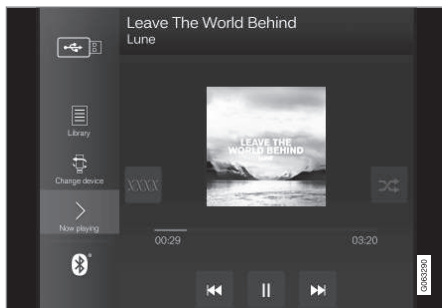 Leave The World Behind
Lune
Library
Change device
Now playing
LEAVE THE
WORLD BEHIND
LUNE
XXXX
00:29
03:20
G063290